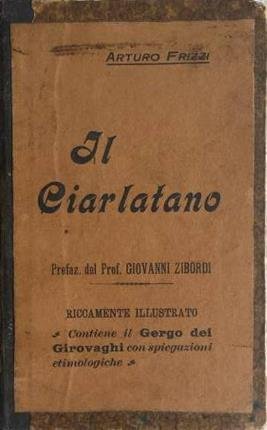 ARTURO FRIZZI
Il
Ciarlatano
Prefaz. del Prof. GIOVANNI ZIBORDI
RICCAMENTE ILLUSTRATO
Contiene il Gergo dei
Girovaghi con spiegazioni
etimologiche